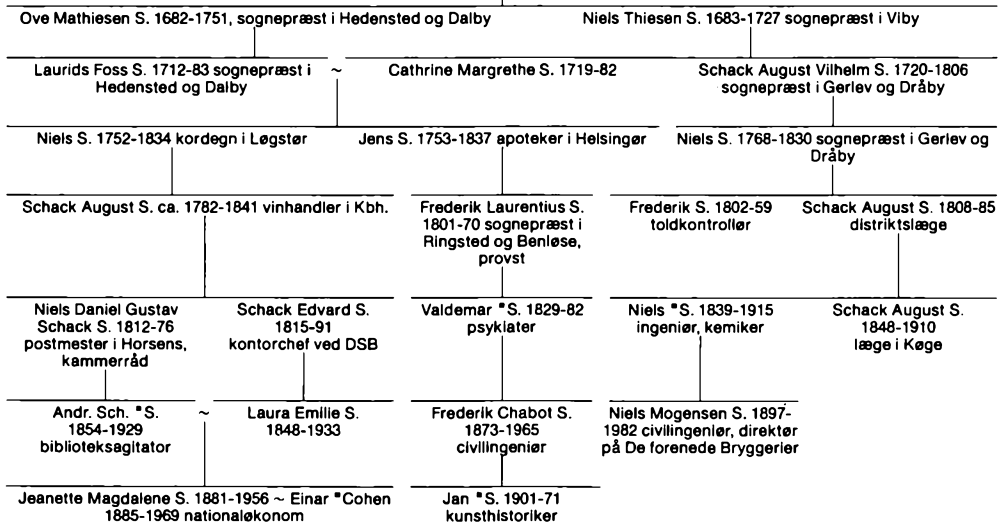 Ove Mathiesen S. 1682-1751, sognepræst i Hedensted og Dalby
Niels Thiesen S. 1683-1727 sognepræst i Viby
Laurids Foss S. 1712-83 sognepræst i
Hedensted og Dalby
~
Cathrine Margrethe S. 1719-82
Schack August Vilhelm S. 1720-1806
sognepræst i Gerlev og Dråby
Niels S. 1752-1834 kordegn i Løgstør
Jens S. 1753-1837 apoteker i Helsingør
Niels S. 1768-1830 sognepræst i Gerlev og
Dråby
Schack August S. ca. 1782-1841 vinhandler i Kbh.
Frederik Laurentius S.
1801-70 sognepræst i
Ringsted og Benløse,
provst
Frederik S. 1802-59
toldkontrollør
Schack August S. 1808-85
distriktslæge
Niels Daniel Gustav
Schack S. 1812-76
postmester i Horsens,
kammerråd
Schack Edvard S.
1815-91
kontorchef ved DSB
Valdemar *S. 1829-82
psykiater
Niels *S. 1839-1915
ingeniør, kemiker
Schack August S.
1848-1910
læge i Køge
Andr. Sch. *S.
1854-1929
biblioteksagitator
~
Laura Emilie S.
1848-1933
Frederik Chabot S.
1873-1965
civilingeniør
Niels Mogensen S. 1897-
1982 civilingeniør, direktør
på De forenede Bryggerier
Jeanette Magdalene S. 1881-1956 ~ Einar *Cohen
1885-1969 nationaløkonom
Jan *S. 1901-71
kunsthistoriker